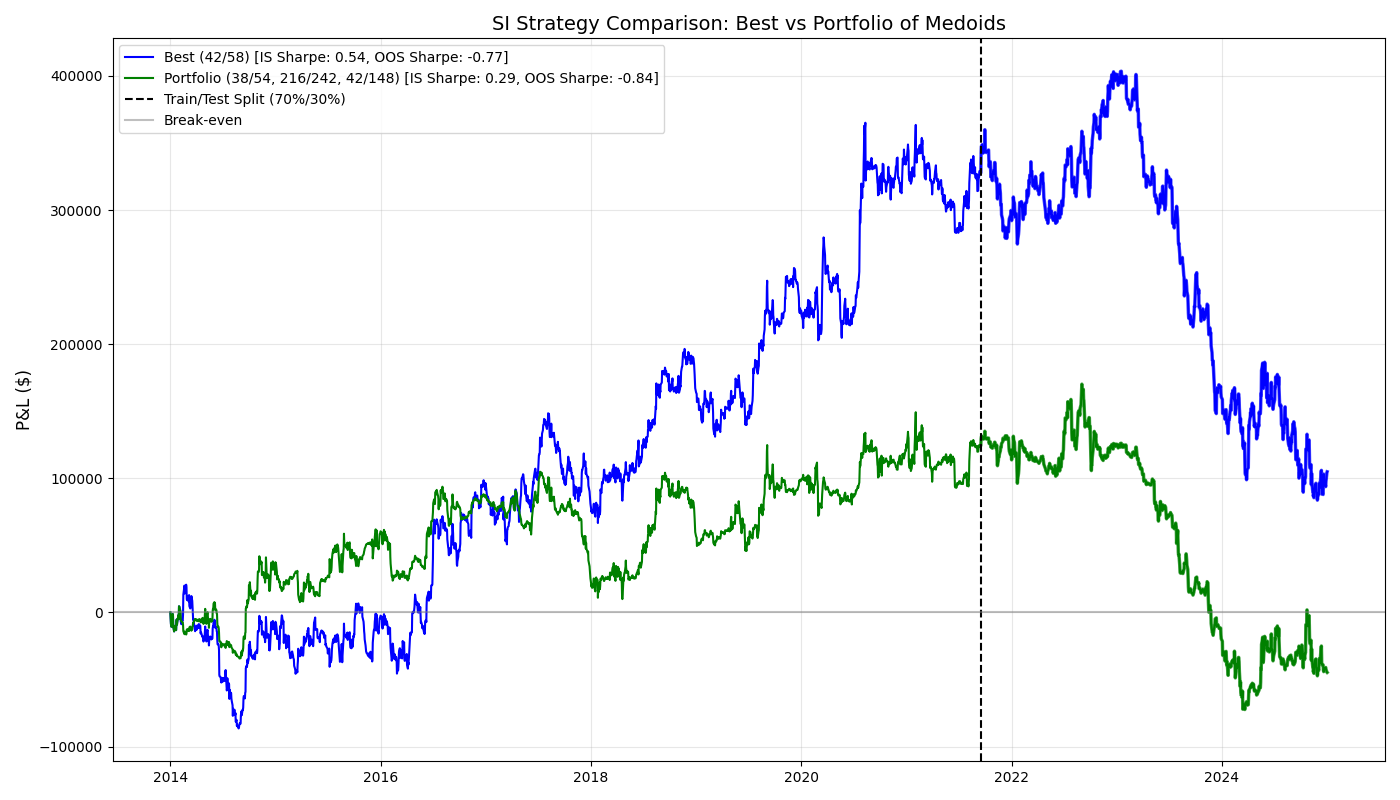 SI Strategy Comparison: Best vs Portfolio of Medoids
Best (42/58) [IS Sharpe: 0.54, OOS Sharpe: -0.77]
Portfolio (38/54, 216/242, 42/148) [IS Sharpe: 0.29, OOS Sharpe: -0.84]
Train/Test Split (70%/30%)
Break-even
P&L ($)
400000
300000
200000
100000
0
−100000
2014 2016 2018 2020 2022 2024